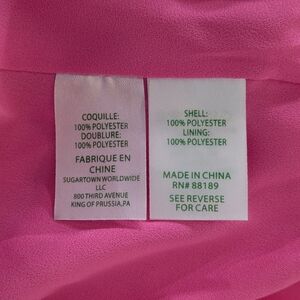 COQUILLE:
100% POLYESTER
DOUBLURE:
100% POLYESTER
FABRIQUE EN
CHINE
SUGARTOWN WORLDWIDE
LLC
800 THIRD AVENUE
KING OF PRUSSIA,PA
SHELL:
100% POLYESTER
LINING:
100% POLYESTER
MADE IN CHINA
RN# 88189
SEE REVERSE
FOR CARE